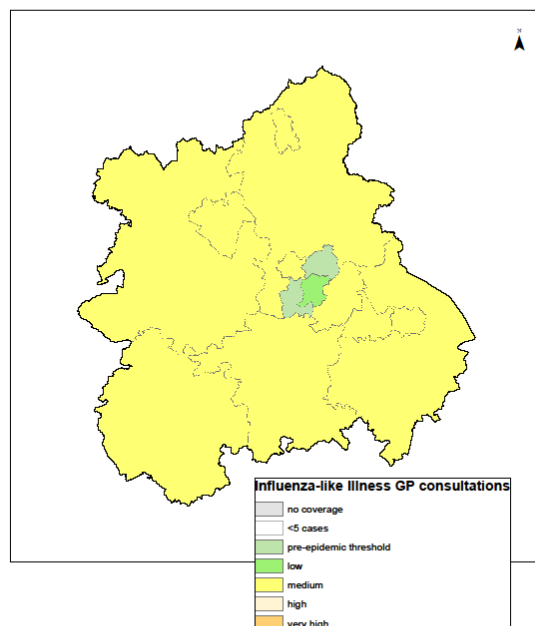 N
Influenza-like Illness GP consultations
no coverage
<5 cases
pre-epidemic threshold
low
medium
high
very high